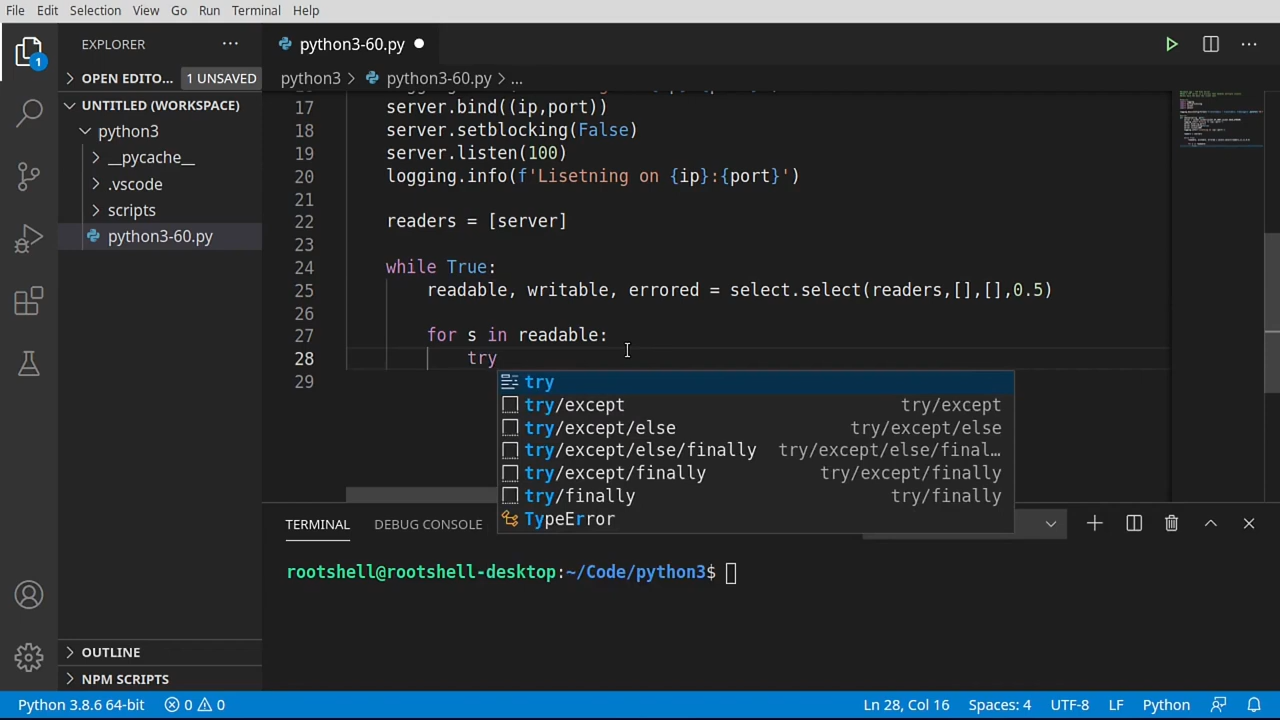 File Edit Selection View Go Run Terminal Help
EXPLORER
python3-60.py
OPEN EDITO... 1 UNSAVED
python3 > python3-60.py > ...
UNTITLED (WORKSPACE)
python3
__pycache__
.vscode
scripts
python3-60.py
17 server.bind((ip,port))
18 server.setblocking(False)
19 server.listen(100)
20 logging.info(f'Lisetning on {ip}:{port}')
21
22 readers = [server]
23
24 while True:
25 readable, writable, errored = select.select(readers,[],[],0.5)
26
27 for s in readable:
28 try
29
try
try/except try/except
try/except/else try/except/else
try/except/else/finally try/except/else/final...
try/except/finally try/except/finally
try/finally try/finally
TypeError
TERMINAL DEBUG CONSOLE
rootshell@rootshell-desktop:~/Code/python3$
OUTLINE
NPM SCRIPTS
1
Python 3.8.6 64-bit 0 0 Ln 28, Col 16 Spaces: 4 UTF-8 LF Python